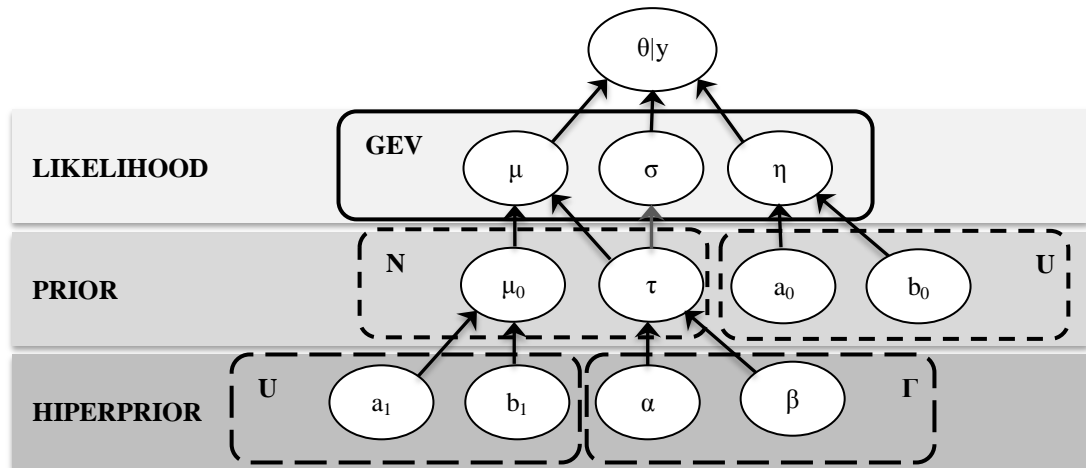 θ|y
LIKELIHOOD
GEV
μ
σ
η
PRIOR
N
μ₀
τ
a₀
b₀
U
HIPERPRIOR
U
a₁
b₁
α
β
Γ